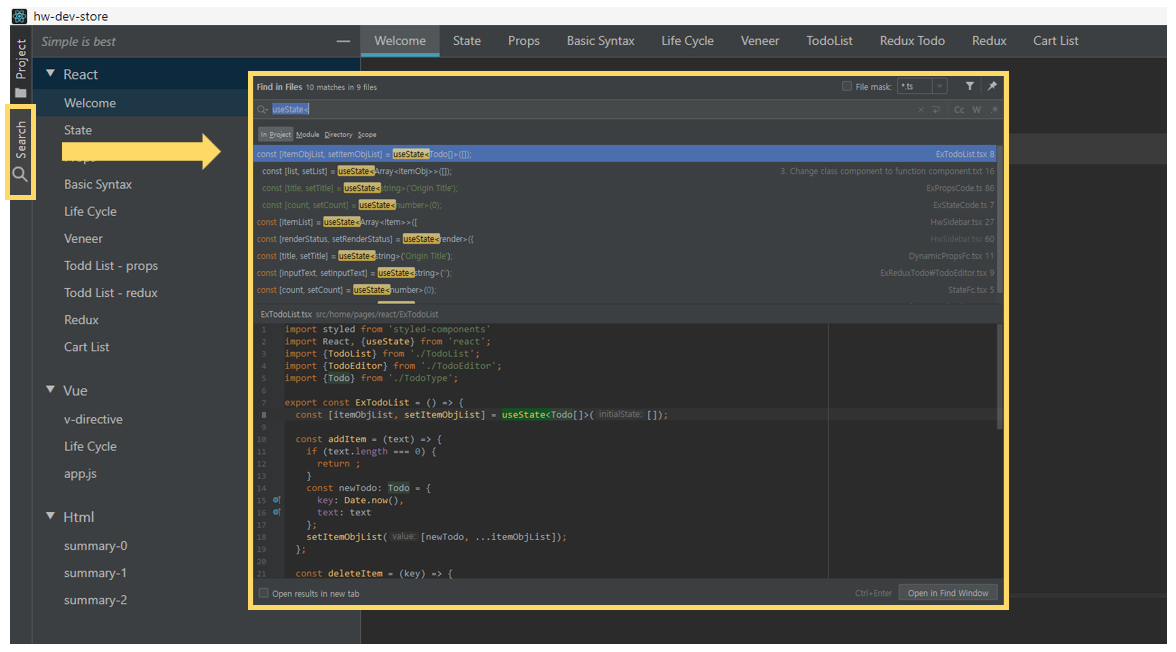 hw-dev-store
Project
Search
Simple is best
Welcome
State
Props
Basic Syntax
Life Cycle
Veneer
TodoList
Redux Todo
Redux
Cart List
React
Welcome
State
Basic Syntax
Life Cycle
Veneer
Todd List - props
Todd List - redux
Redux
Cart List
Vue
v-directive
Life Cycle
app.js
Html
summary-0
summary-1
summary-2
Find in Files 10 matches in 9 files
File mask: *.ts
useState<
Cc W .*
In Project Module Directory Scope
const [itemObjList, setItemObjList] = useState<Todo[]>([]); ExTodoList.tsx 8
const [list, setList] = useState<Array<ItemObj>>([]); 3. Change class component to function component.txt 16
const [title, setTitle] = useState<string>('Origin Title'); ExPropsCode.ts 86
const [count, setCount] = useState<number>(0); ExStateCode.ts 7
const [itemList] = useState<Array<Item>>([ HwSidebar.tsx 27
const [renderStatus, setRenderStatus] = useState<render>({ HwSidebar.tsx 60
const [title, setTitle] = useState<string>('Origin Title'); DynamicPropsFc.tsx 11
const [inputText, setInputText] = useState<string>(''); ExReduxTodo₩TodoEditor.tsx 9
const [count, setCount] = useState<number>(0); StateFc.tsx 5
ExTodoList.tsx src/home/pages/react/ExTodoList
1 import styled from 'styled-components'
2 import React, {useState} from 'react';
3 import {TodoList} from './TodoList';
4 import {TodoEditor} from './TodoEditor';
5 import {Todo} from './TodoType';
6
7 export const ExTodoList = () => {
8 const [itemObjList, setItemObjList] = useState<Todo[]>( initialState: []);
9
10 const addItem = (text) => {
11 if (text.length === 0) {
12 return ;
13 }
14 const newTodo: Todo = {
15 key: Date.now(),
16 text: text
17 };
18 setItemObjList( value: [newTodo, ...itemObjList]);
19 };
20
21 const deleteItem = (key) => {
Open results in new tab
Ctrl+Enter
Open in Find Window